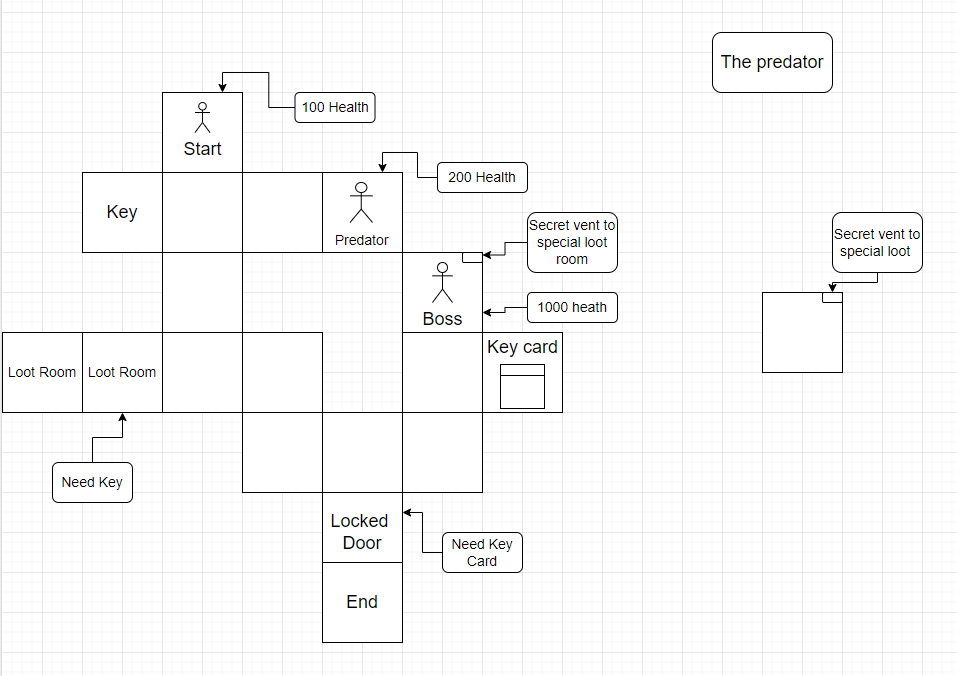 The predator
100 Health
Start
200 Health
Key
Predator
Secret vent to
special loot
room
Secret vent to
special loot
1000 heath
Boss
Key card
Loot Room
Loot Room
Need Key
Locked
Door
Need Key
Card
End